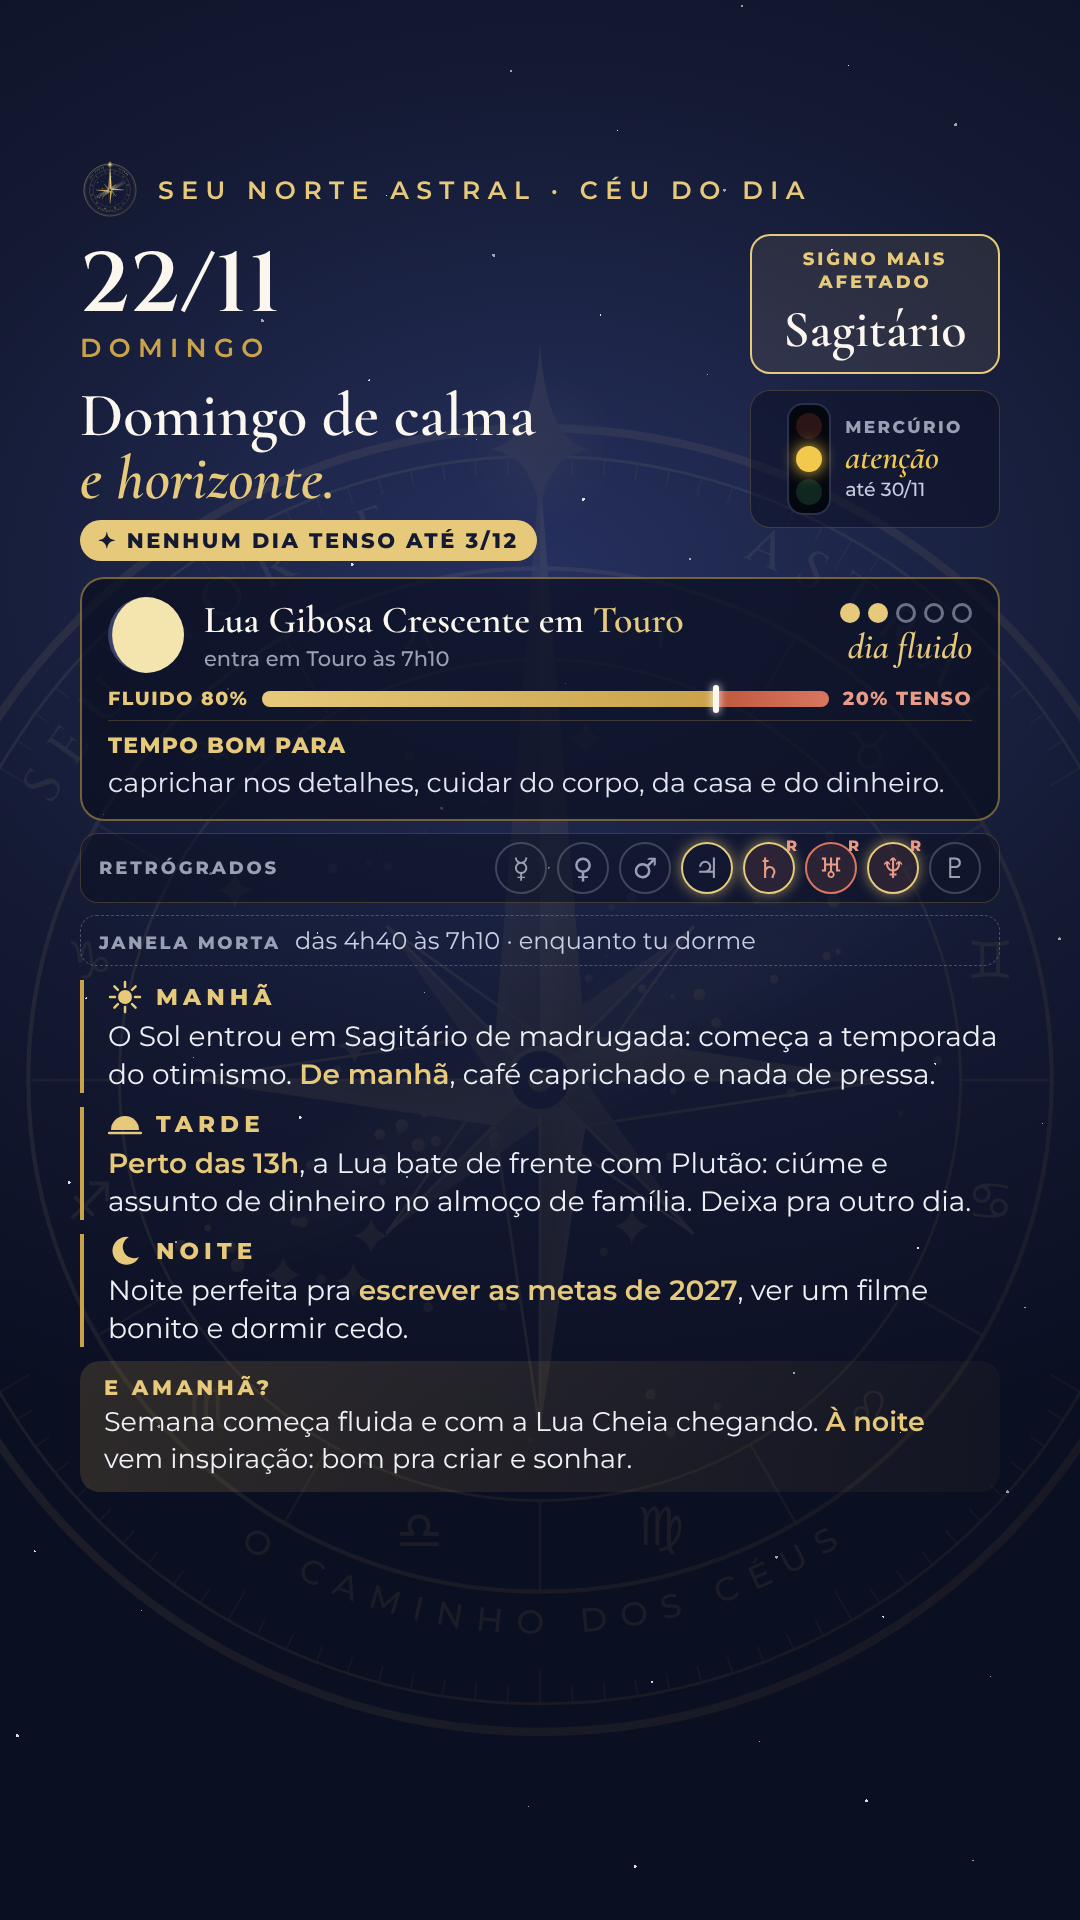 SEU NORTE ASTRAL · CÉU DO DIA
22/11
DOMINGO
Domingo de calma
e horizonte.
✦ NENHUM DIA TENSO ATÉ 3/12
SIGNO MAIS
AFETADO
Sagitário
MERCÚRIO
atenção
até 30/11
Lua Gibosa Crescente em Touro
entra em Touro às 7h10
dia fluido
FLUIDO 80%
20% TENSO
TEMPO BOM PARA
caprichar nos detalhes, cuidar do corpo, da casa e do dinheiro.
RETRÓGRADOS
☿ ♀ ♂ ♃ ♄ R ♅ R ♆ R ♇
JANELA MORTA das 4h40 às 7h10 · enquanto tu dorme
MANHÃ
O Sol entrou em Sagitário de madrugada: começa a temporada
do otimismo. De manhã, café caprichado e nada de pressa.
TARDE
Perto das 13h, a Lua bate de frente com Plutão: ciúme e
assunto de dinheiro no almoço de família. Deixa pra outro dia.
NOITE
Noite perfeita pra escrever as metas de 2027, ver um filme
bonito e dormir cedo.
E AMANHÃ?
Semana começa fluida e com a Lua Cheia chegando. À noite
vem inspiração: bom pra criar e sonhar.
O CAMINHO DOS CÉUS